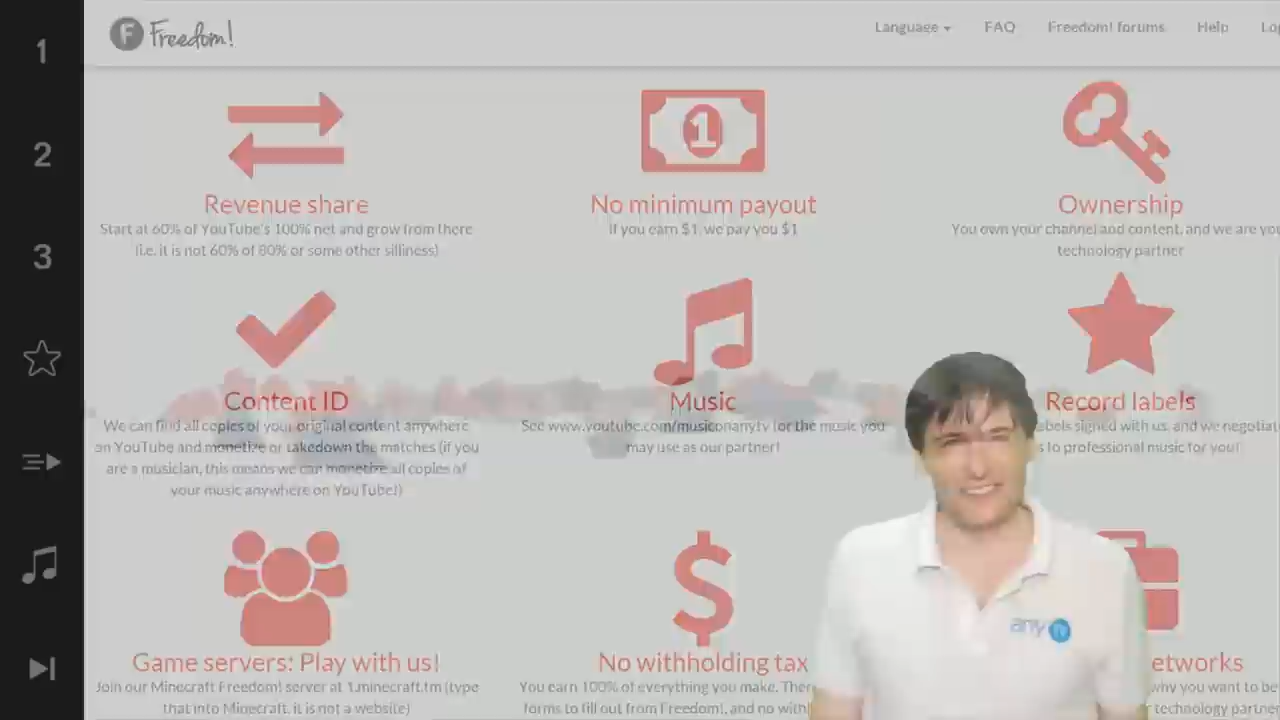 1
2
3
F Freedom!
Language
FAQ
Freedom! forums
Help
Revenue share
Start at 60% of YouTube's 100% net and grow from there
(i.e. it is not 60% of 80% or some other silliness)
1
No minimum payout
If you earn $1, we pay you $1
Ownership
You own your channel and content, and we are
technology partner
Content ID
We can find all copies of your original content anywhere
on YouTube and monetize or takedown the matches (if you
are a musician, this means we can monetize all copies of
your music anywhere on YouTube!)
Music
See www.youtube.com/musiconanytv for the music you
may use as our partner!
Record labels
signed with us, and we
to professional music for you!
Game servers: Play with us!
Join our Minecraft Freedom! server at 1.minecraft.tm (type
that into Minecraft, it is not a website)
$
No withholding tax
You earn 100% of everything you make.
forms to fill out from Freedom!, and no
any tv
why you want to be
technology partner